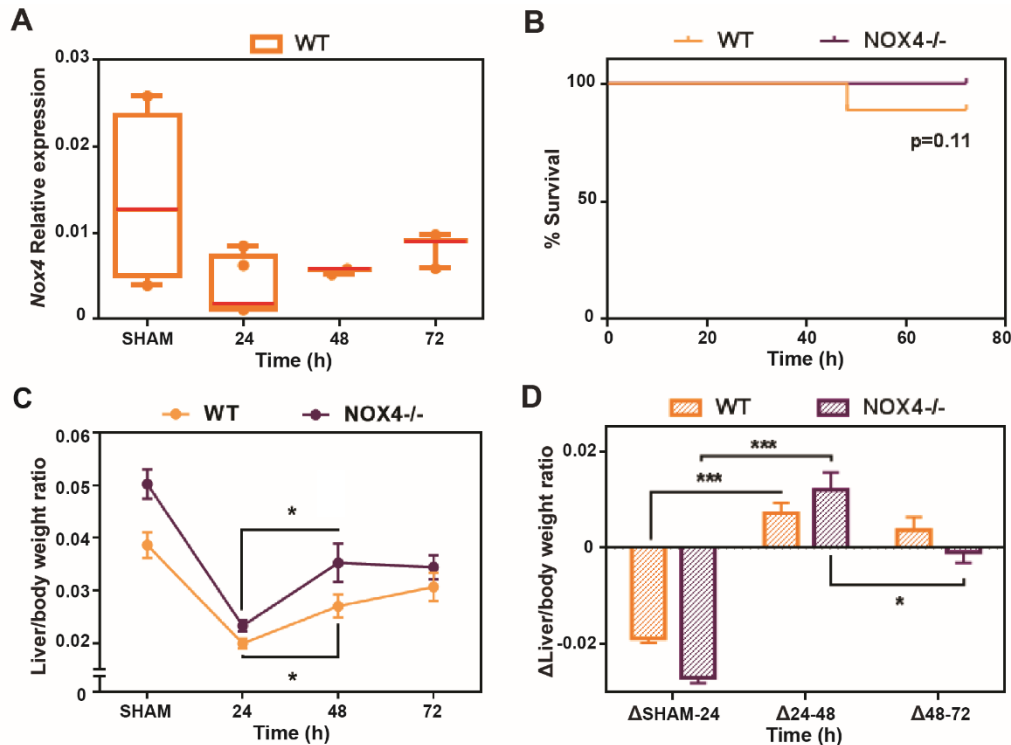 A
WT
Nox4 Relative expression
0.03
0.02
0.01
0
SHAM
24
48
72
Time (h)
B
WT
NOX4-/-
% Survival
100
50
0
p=0.11
0
20
40
60
80
Time (h)
C
WT
NOX4-/-
Liver/body weight ratio
0.06
0.05
0.04
0.03
0.02
0
*
*
SHAM
24
48
72
Time (h)
D
WT
NOX4-/-
ΔLiver/body weight ratio
0.02
0
-0.02
***
***
*
ΔSHAM-24
Δ24-48
Δ48-72
Time (h)